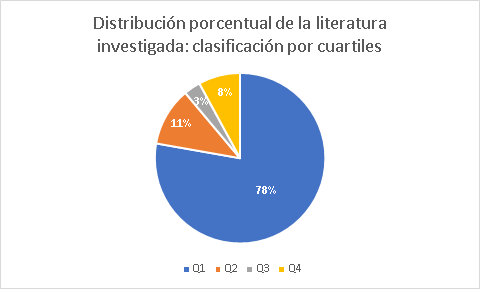 Distribución porcentual de la literatura
investigada: clasificación por cuartiles
8%
3%
11%
78%
Q1 Q2 Q3 Q4